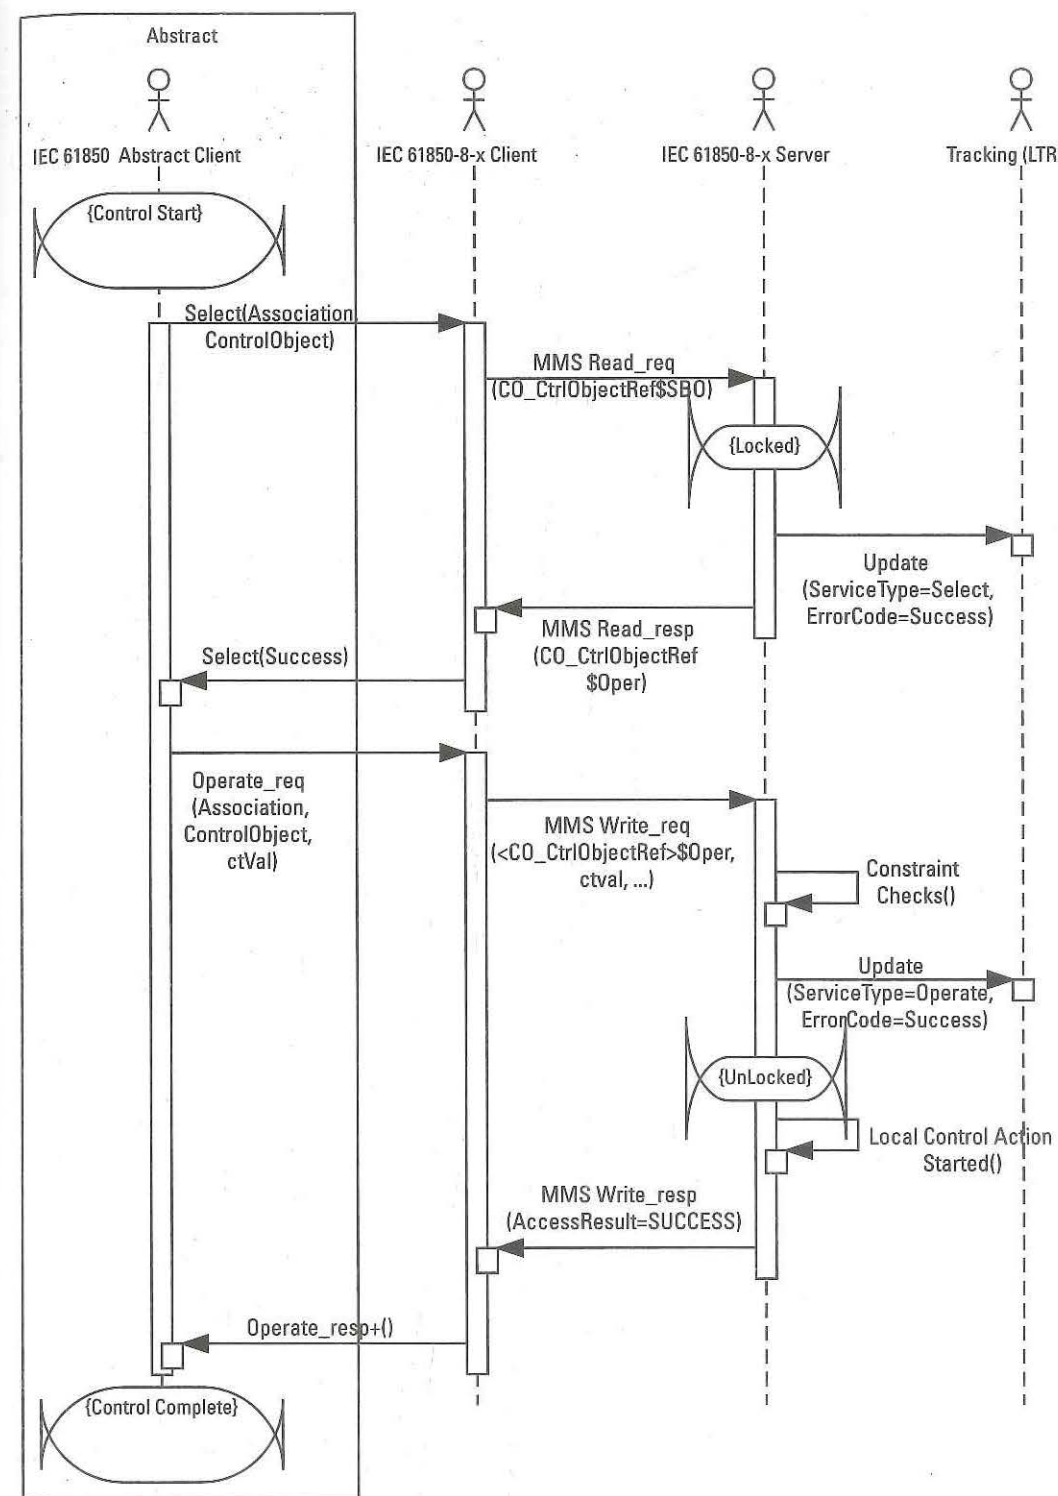 Abstract
IEC 61850 Abstract Client
IEC 61850-8-x Client
IEC 61850-8-x Server
Tracking (LTR
{Control Start}
Select(Association,
ControlObject)
MMS Read_req
(CO_CtrlObjectRef$SBO)
{Locked}
Update
(ServiceType=Select,
ErrorCode=Success)
MMS Read_resp
(CO_CtrlObjectRef
$Oper)
Select(Success)
Operate_req
(Association,
ControlObject,
ctVal)
MMS Write_req
(<CO_CtrlObjectRef>$Oper,
ctval, ...)
Constraint
Checks()
Update
(ServiceType=Operate,
ErrorCode=Success)
{UnLocked}
Local Control Action
Started()
MMS Write_resp
(AccessResult=SUCCESS)
Operate_resp+()
{Control Complete}